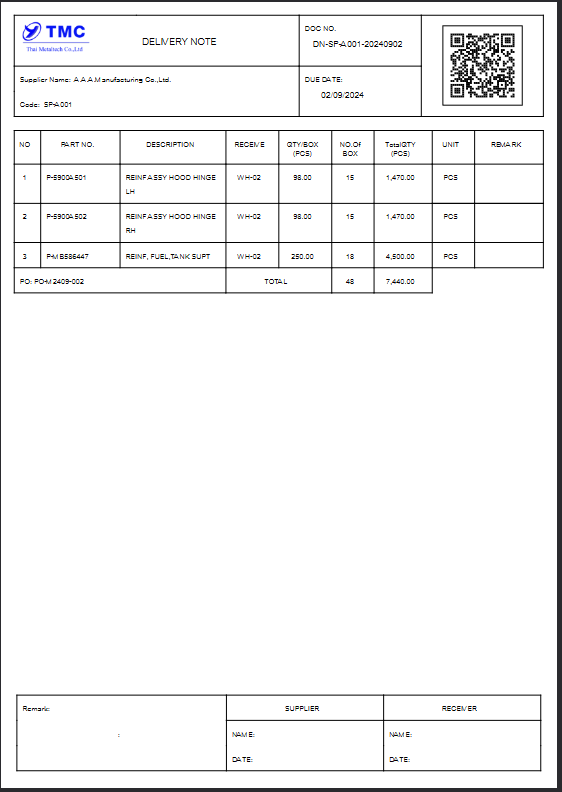 TMC
Thai Metaltech Co.,Ltd
DELIVERY NOTE
DOC NO.
DN-SP-A001-20240902
Supplier Name: A.A.A.Manufacturing Co.,Ltd.
Code: SP-A001
DUE DATE:
02/09/2024
NO PART NO. DESCRIPTION RECEIVE QTY/BOX (PCS) NO.Of BOX TotalQTY (PCS) UNIT REMARK
1 P-5900A501 REINF ASSY HOOD HINGE LH WH-02 98.00 15 1,470.00 PCS
2 P-5900A502 REINF ASSY HOOD HINGE RH WH-02 98.00 15 1,470.00 PCS
3 P-MB586447 REINF, FUEL,TANK SUPT WH-02 250.00 18 4,500.00 PCS
PO: PO-M2409-002 TOTAL 48 7,440.00
Remark:
:
SUPPLIER RECEIVER
NAME: NAME:
DATE: DATE: